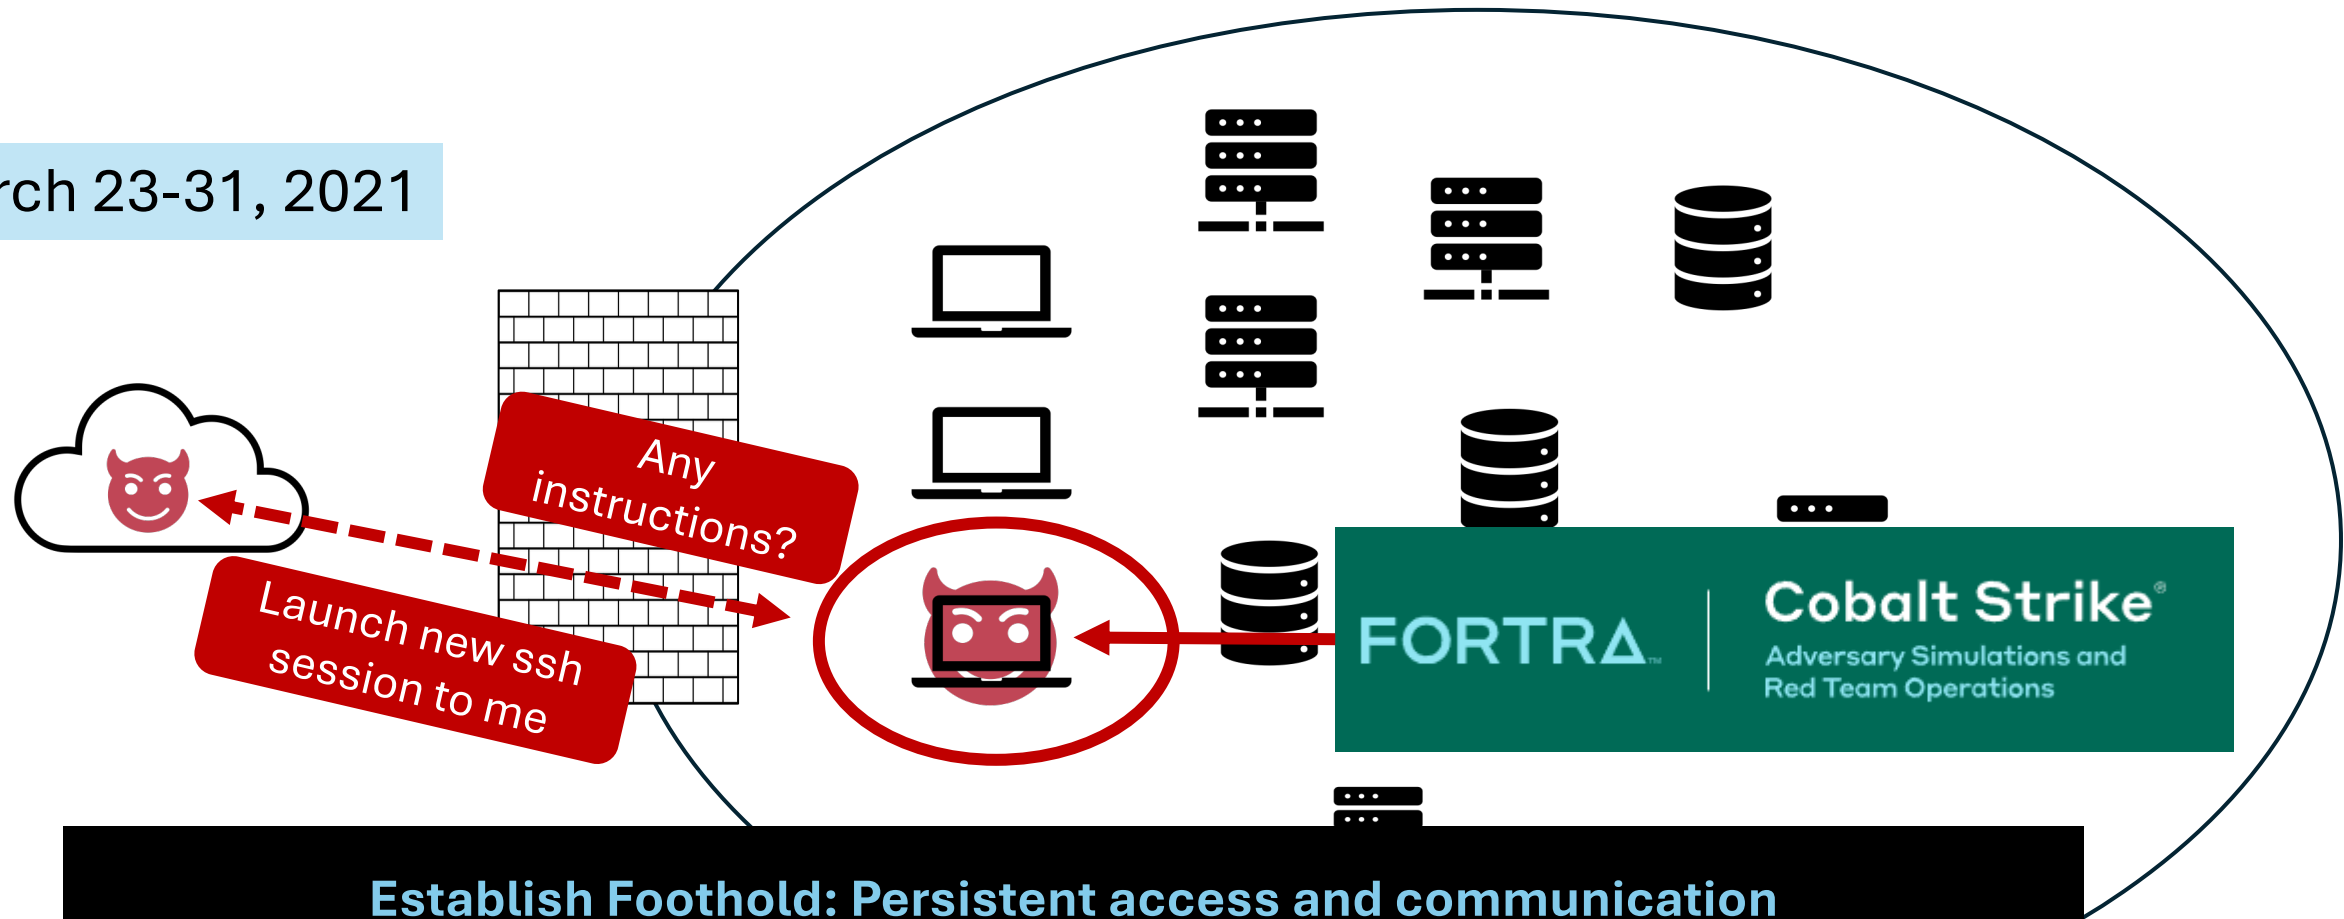 rch 23-31, 2021
Any
instructions?
Launch new ssh
session to me
FORTRA™
Cobalt Strike®
Adversary Simulations and
Red Team Operations
Establish Foothold: Persistent access and communication